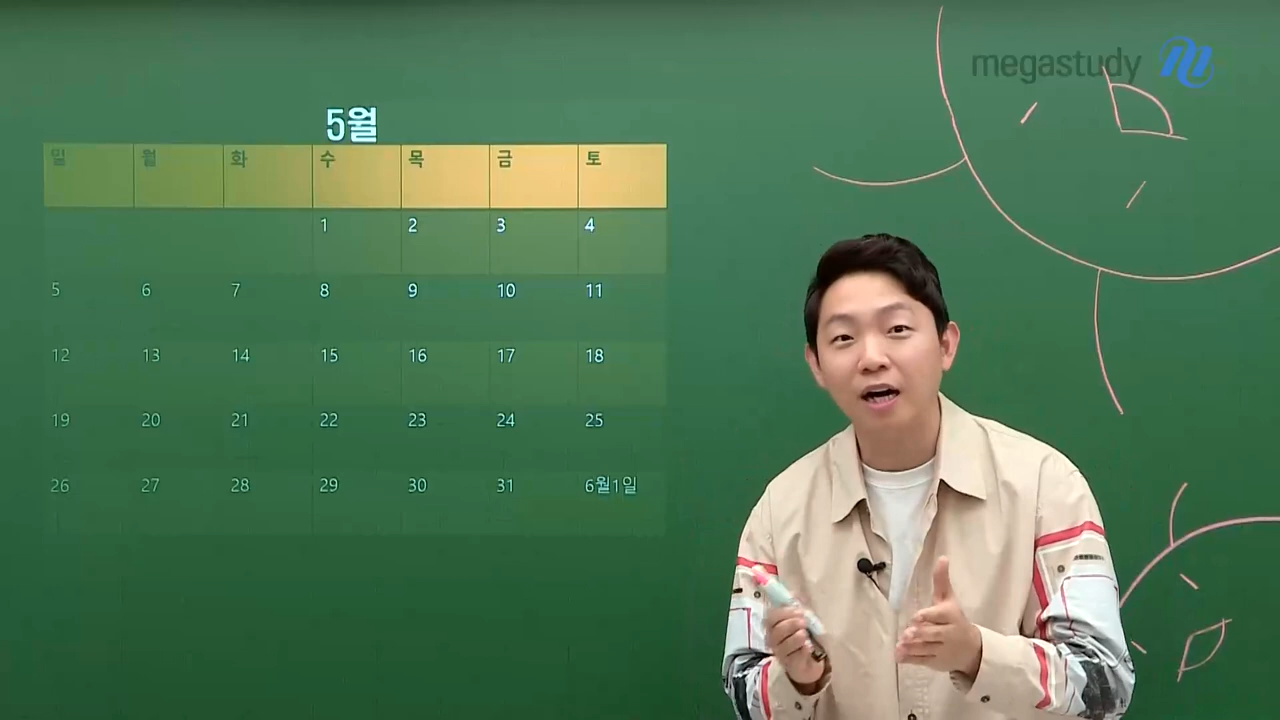 megastudy
5월
일 월 화 수 목 금 토
1 2 3 4
5 6 7 8 9 10 11
12 13 14 15 16 17 18
19 20 21 22 23 24 25
26 27 28 29 30 31 6월1일